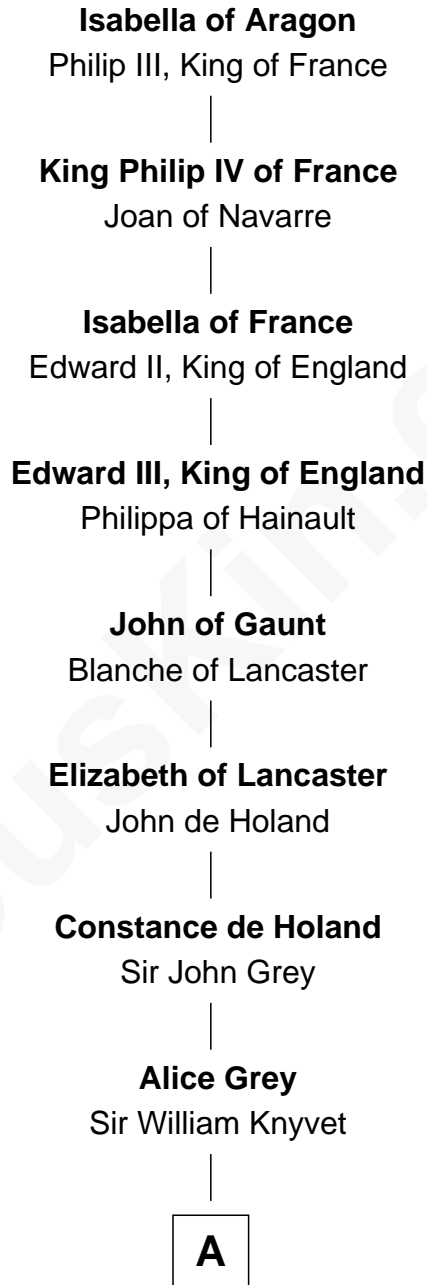 Isabella of Aragon
Philip III, King of France
King Philip IV of France
Joan of Navarre
Isabella of France
Edward II, King of England
Edward III, King of England
Philippa of Hainault
John of Gaunt
Blanche of Lancaster
Elizabeth of Lancaster
John de Holand
Constance de Holand
Sir John Grey
Alice Grey
Sir William Knyvet
A